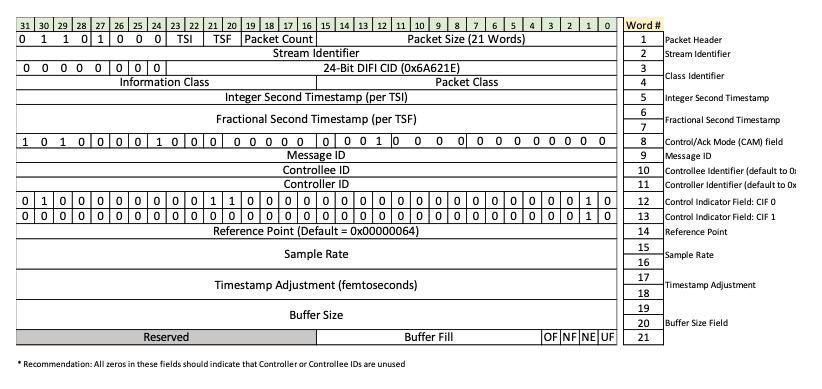 31 30 29 28 27 26 25 24 23 22 21 20 19 18 17 16 15 14 13 12 11 10 9 8 7 6 5 4 3 2 1 0 Word #
0 1 1 0 1 0 0 0 TSI TSF Packet Count Packet Size (21 Words) 1 Packet Header
Stream Identifier 2 Stream Identifier
0 0 0 0 0 0 0 0 24-Bit DIFI CID (0x6A621E) 3
Class Identifier
Information Class Packet Class 4
Integer Second Timestamp (per TSI) 5 Integer Second Timestamp
6
Fractional Second Timestamp (per TSF) Fractional Second Timestamp
7
1 0 1 0 0 0 0 1 0 0 0 0 0 0 0 0 0 0 0 1 0 0 0 0 0 0 0 0 0 0 0 0 8 Control/Ack Mode (CAM) field
Message ID 9 Message ID
Controllee ID 10 Controllee Identifier (default to
Controller ID 11 Controller Identifier (default to
0 1 0 0 0 0 0 0 0 0 1 1 0 0 0 0 0 0 0 0 0 0 0 0 0 0 0 0 0 0 1 0 12 Control Indicator Field: CIF 0
0 0 0 0 0 0 0 0 0 0 0 0 0 0 0 0 0 0 0 0 0 0 0 0 0 0 0 0 0 0 1 0 13 Control Indicator Field: CIF 1
Reference Point (Default = 0x00000064) 14 Reference Point
15
Sample Rate Sample Rate
16
17
Timestamp Adjustment (femtoseconds) Timestamp Adjustment
18
19
Buffer Size
20 Buffer Size Field
Reserved Buffer Fill OF NF NE UF 21
* Recommendation: All zeros in these fields should indicate that Controller or Controllee IDs are unused